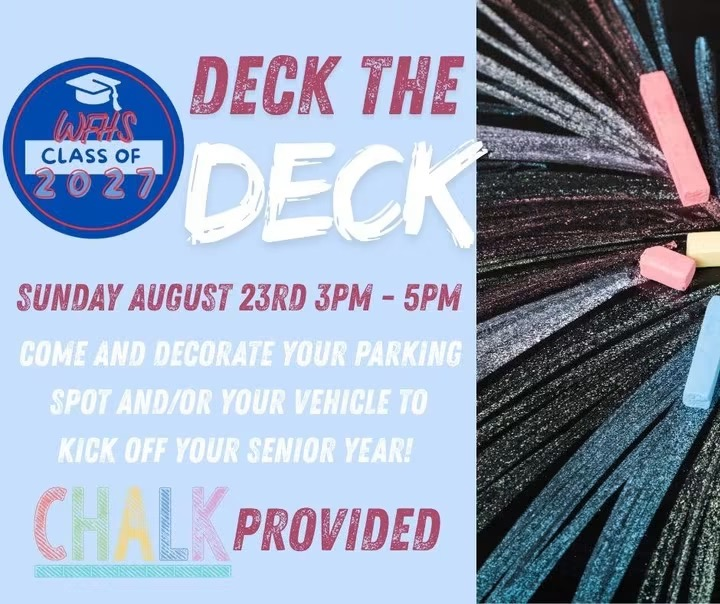 WFHS
CLASS OF
2027
DECK THE
DECK
SUNDAY AUGUST 23RD 3PM - 5PM
COME AND DECORATE YOUR PARKING
SPOT AND/OR YOUR VEHICLE TO
KICK OFF YOUR SENIOR YEAR!
CHALK PROVIDED